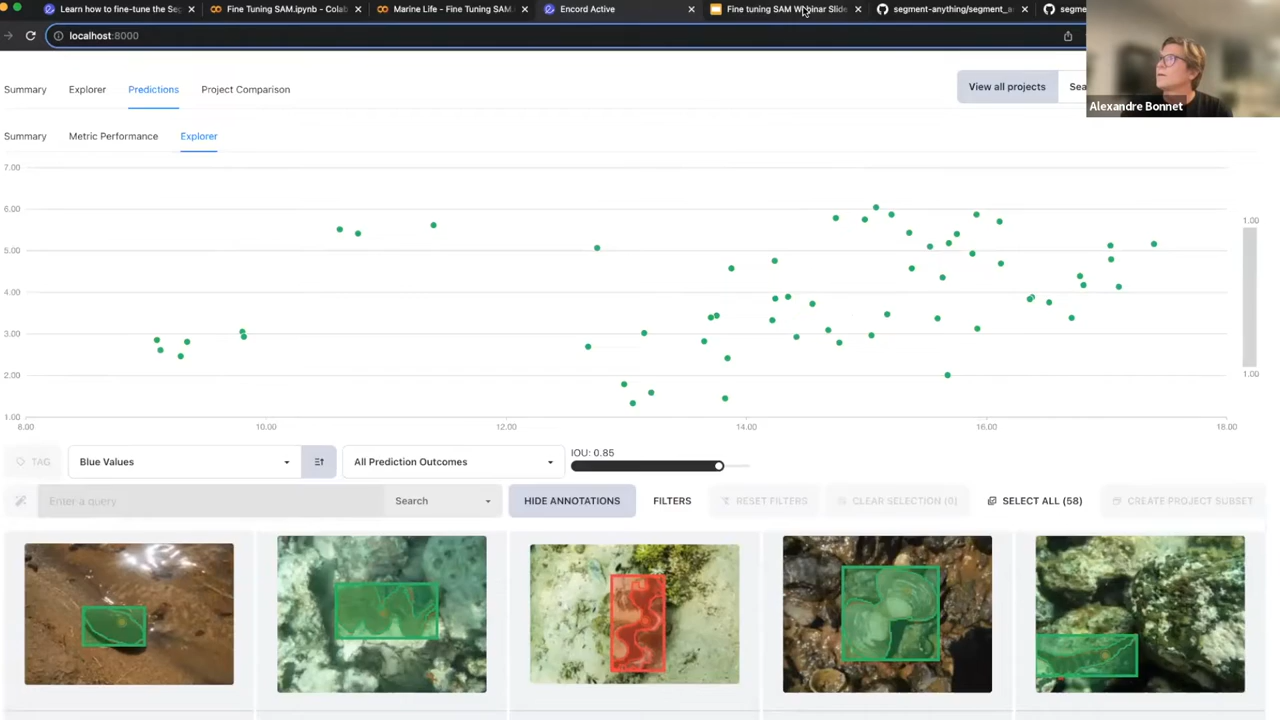 Learn how to fine-tune the Seg
Fine Tuning SAM.ipynb - Colab
Marine Life - Fine Tuning SAM.
Encord Active
Fine tuning SAM Webinar Slide
segment-anything/segment_a
segme
localhost:8000
Summary
Explorer
Predictions
Project Comparison
View all projects
Sea
Alexandre Bonnet
Summary
Metric Performance
Explorer
7.00
6.00
5.00
4.00
3.00
2.00
1.00
1.00
1.00
8.00
10.00
12.00
14.00
16.00
18.00
TAG
Blue Values
All Prediction Outcomes
IOU: 0.85
Enter a query
Search
HIDE ANNOTATIONS
FILTERS
RESET FILTERS
CLEAR SELECTION (0)
SELECT ALL (58)
CREATE PROJECT SUBSET